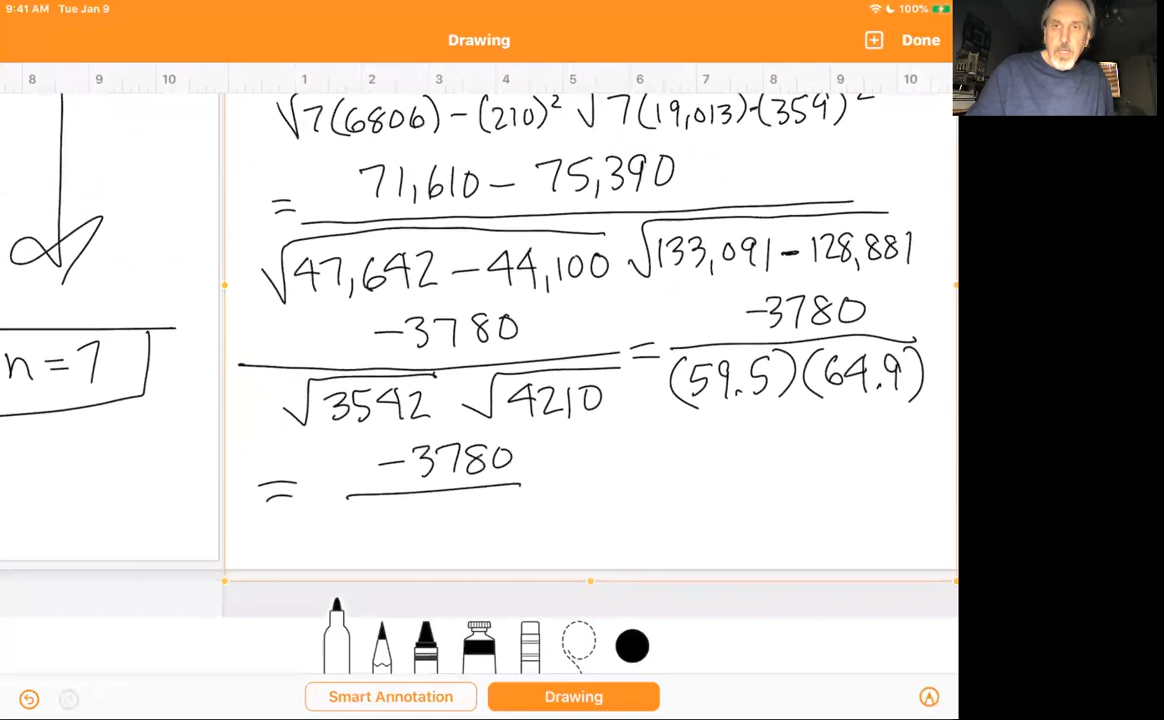 9:41 AM Tue Jan 9
100%
Drawing
Done
8 9 10 1 2 3 4 5 6 7 8 9 10
√7(6806) - (210)² √7(19,013)-(359)²
= 71,610 - 75,390
√47,642 - 44,100 √133,091 - 128,881
-3780
√3542 √4210
= -3780
(59.5)(64.9)
n = 7
= -3780
Smart Annotation
Drawing